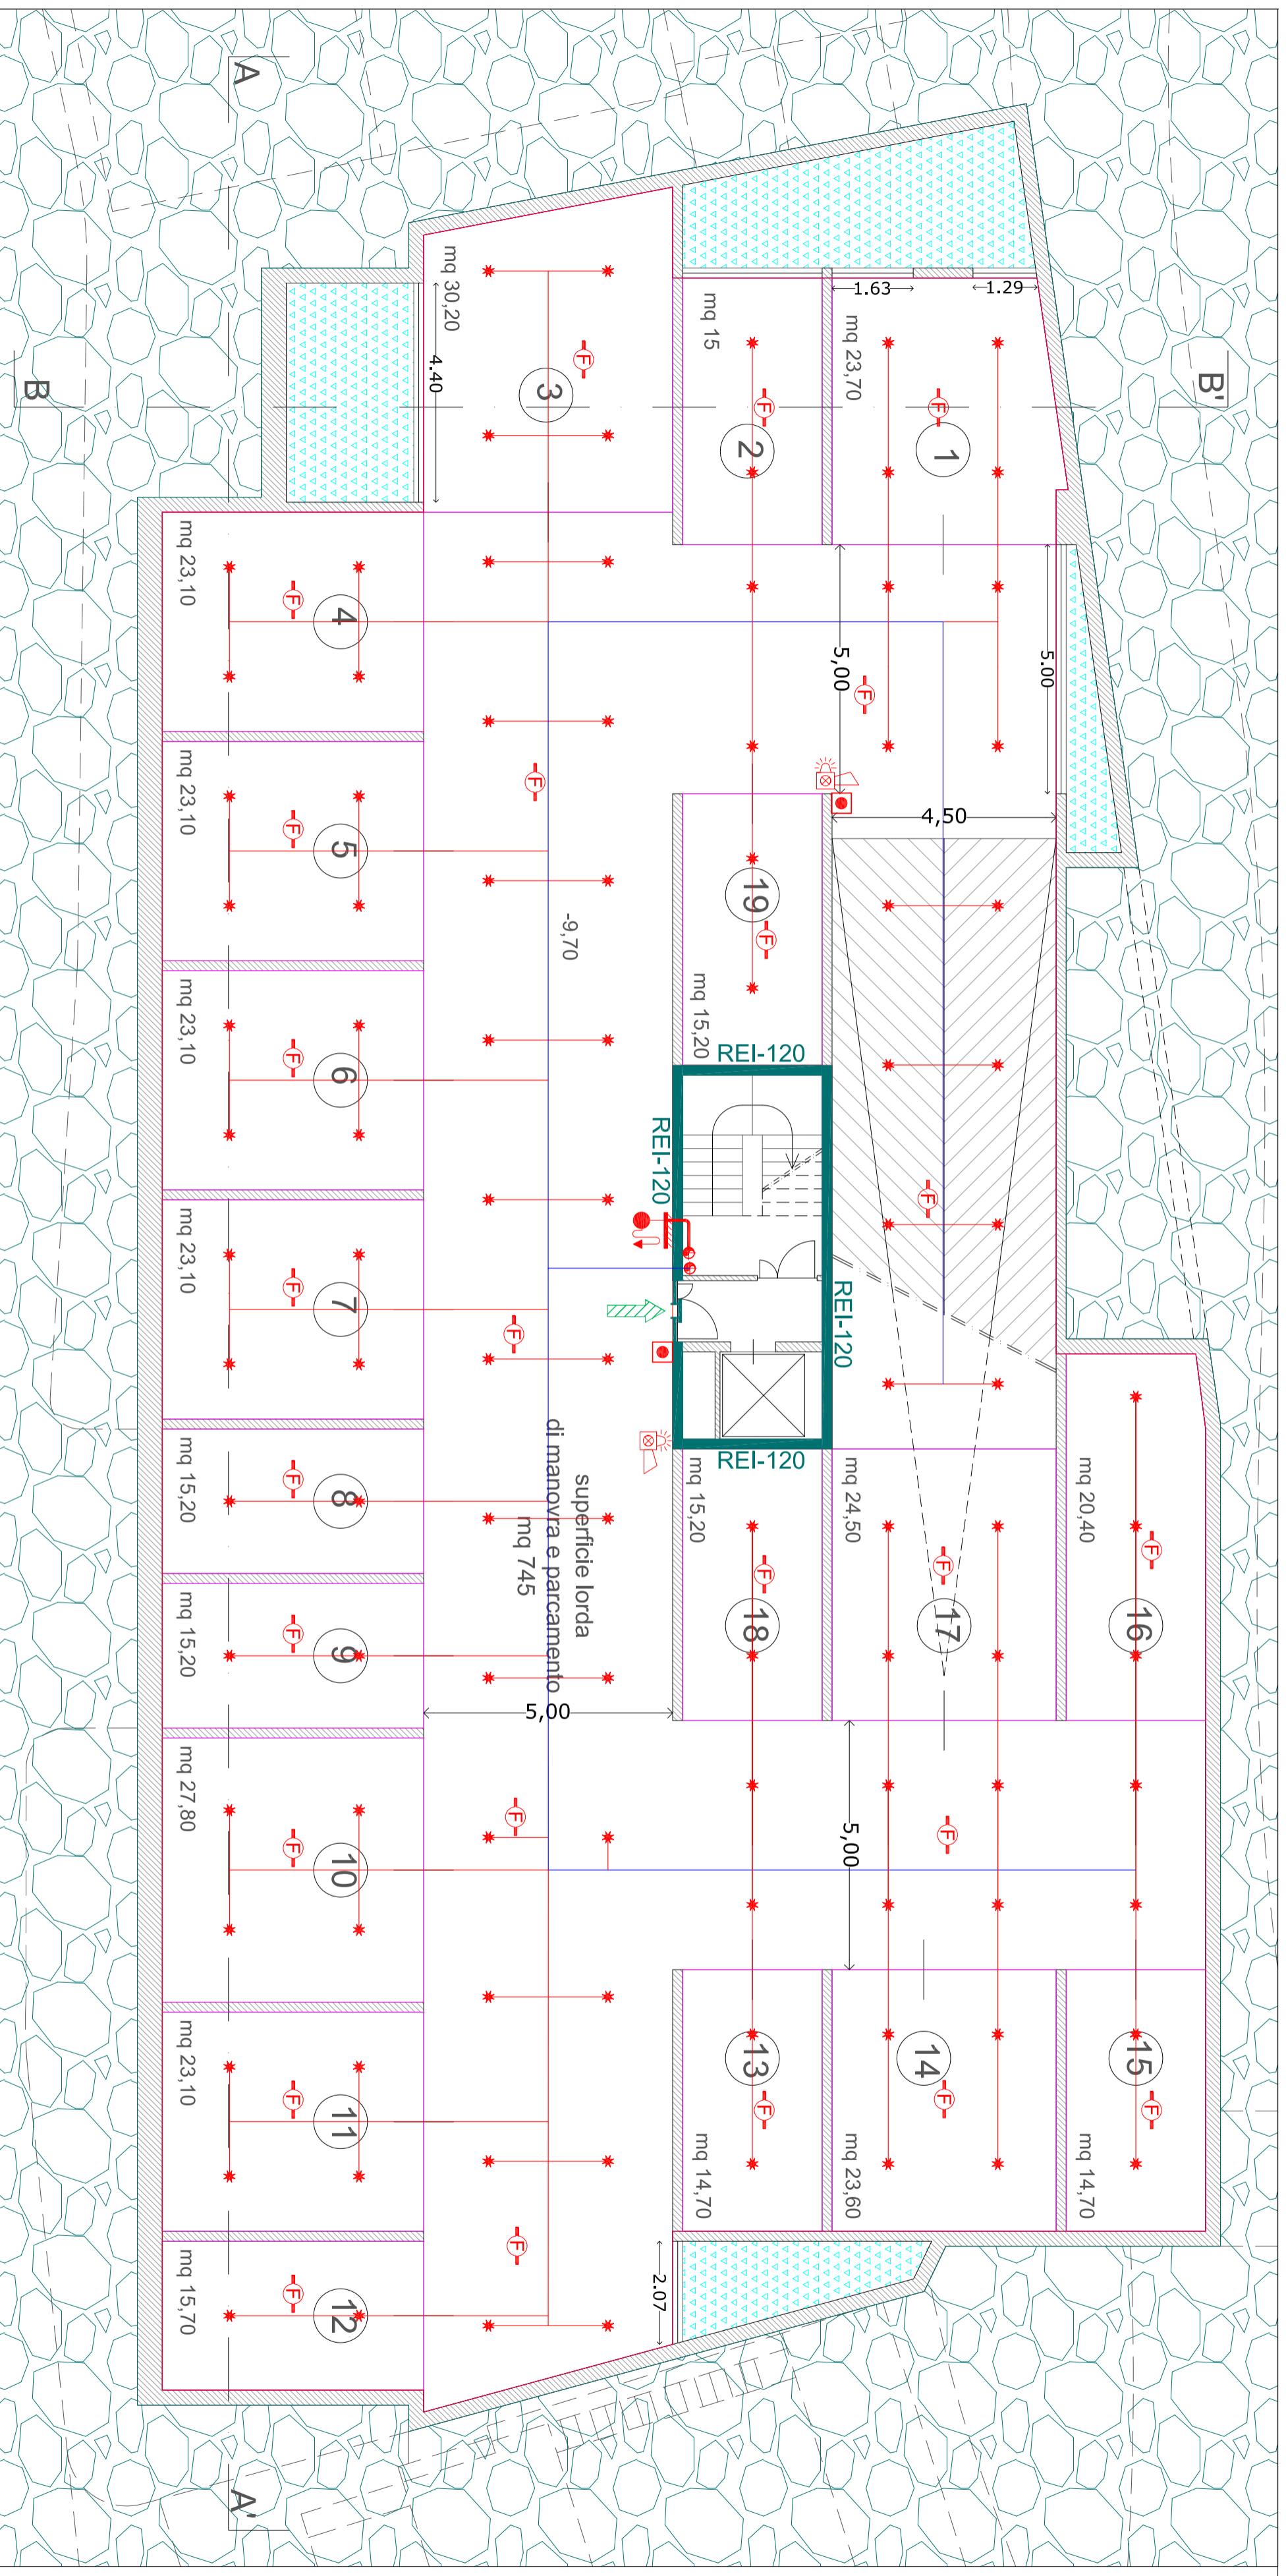 A
B
B'
A'
mq 30,20
4.40
3
F
mq 15
2
F
1.63
1.29
mq 23,70
1
F
mq 23,10
4
F
5,00
5.00
F
F
4,50
mq 23,10
5
F
-9,70
19
F
mq 15,20
mq 23,10
6
F
REI-120
REI-120
REI-120
REI-120
F
mq 23,10
7
F
F
mq 15,20
8
F
superficie lorda
di manovra e parcamento
mq 745
mq 15,20
18
F
mq 24,50
17
F
mq 20,40
16
F
mq 15,20
9
F
5,00
mq 27,80
10
F
F
5,00
F
mq 23,10
11
F
13
F
mq 14,70
14
F
mq 23,60
15
F
mq 14,70
F
2.07
mq 15,70
12
F